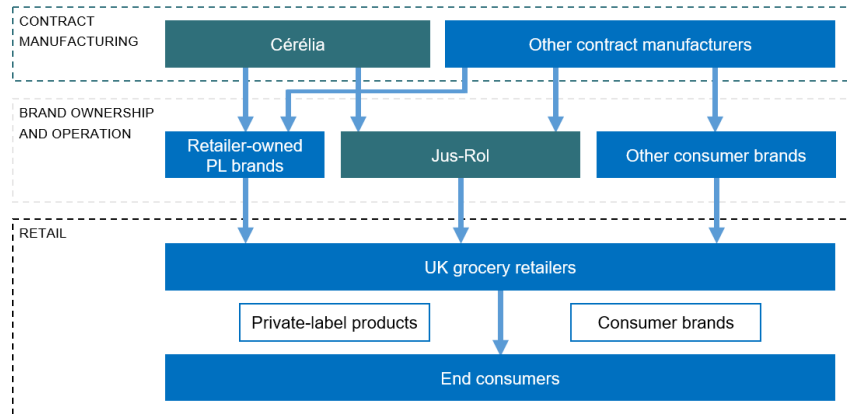 CONTRACT
MANUFACTURING
Cérélia
Other contract manufacturers
BRAND OWNERSHIP
AND OPERATION
Retailer-owned
PL brands
Jus-Rol
Other consumer brands
RETAIL
UK grocery retailers
Private-label products
Consumer brands
End consumers